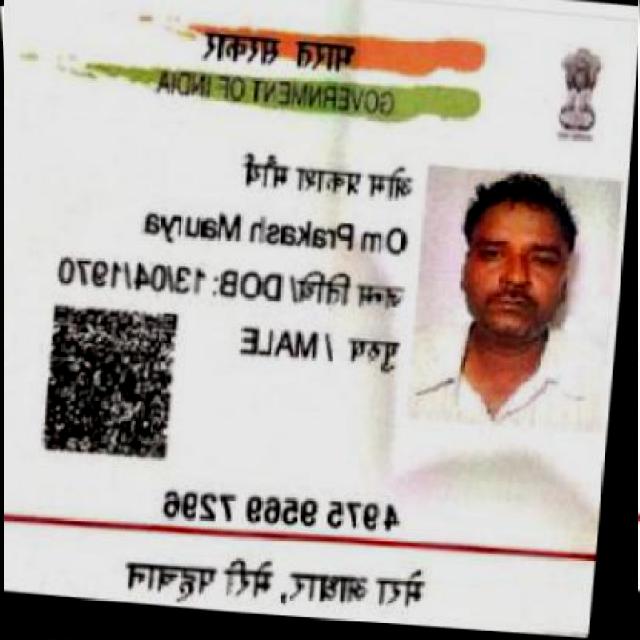 भारत सरकार
GOVERNMENT OF INDIA
ओम प्रकाश मौर्य
Om Prakash Maurya
जन्म तिथि/ DOB: 13/04/1970
पुरुष / MALE
4975 9569 7296
मेरा आधार, मेरी पहचान